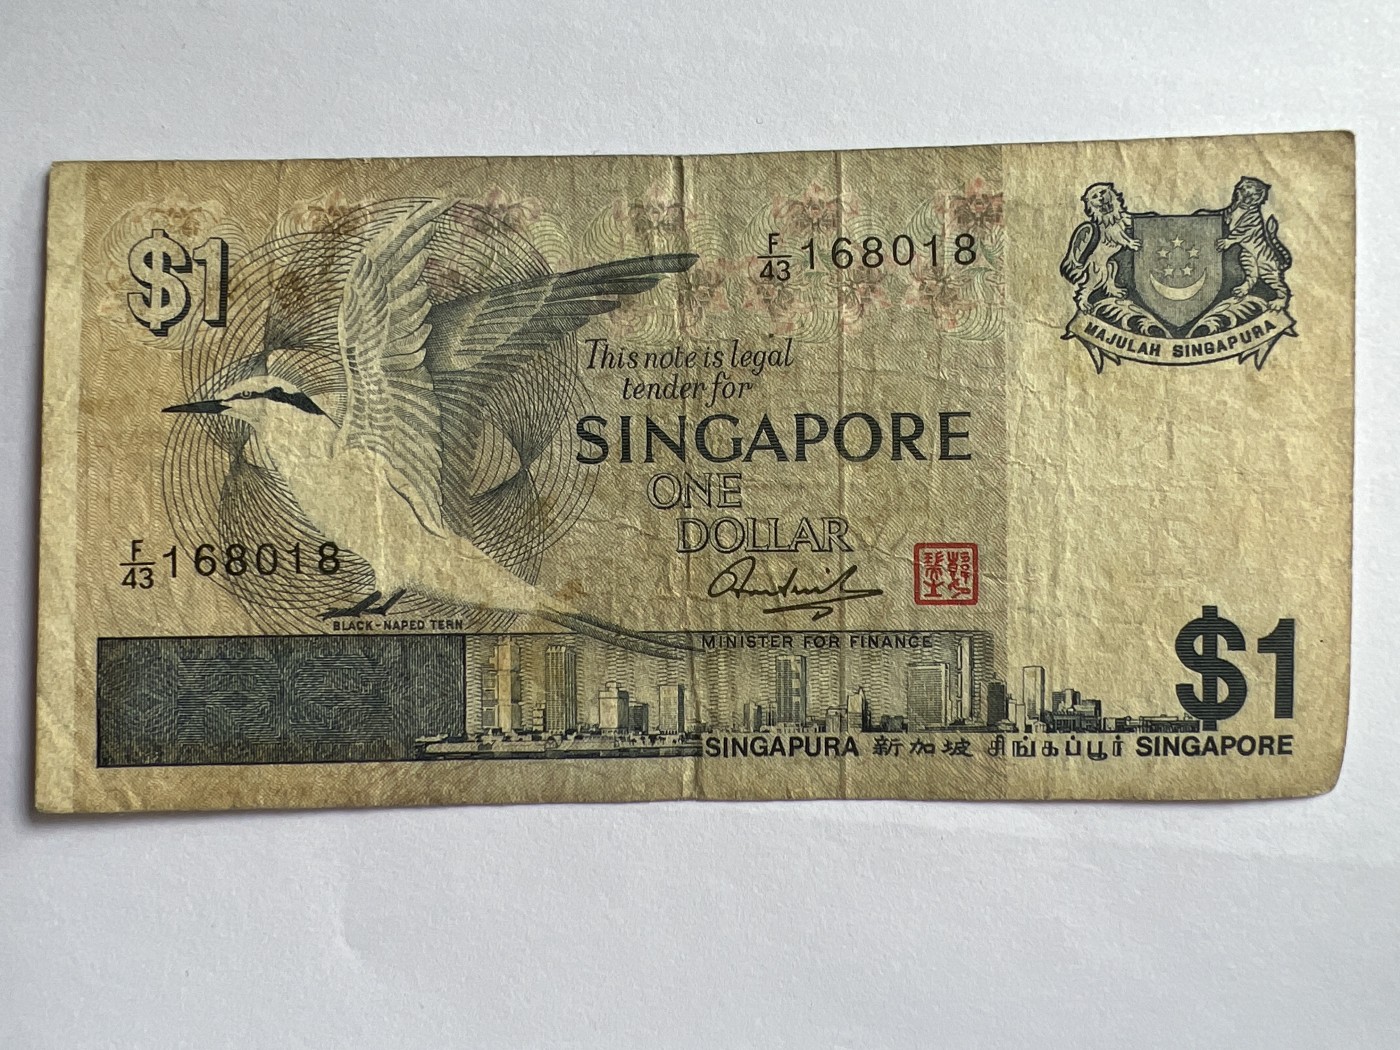 $1
F/43 168018
MAJULAH SINGAPURA
This note is legal
tender for
SINGAPORE
ONE
DOLLAR
F/43 168018
BLACK-NAPED TERN
MINISTER FOR FINANCE
$1
SINGAPURA 新加坡 சிங்கப்பூர் SINGAPORE